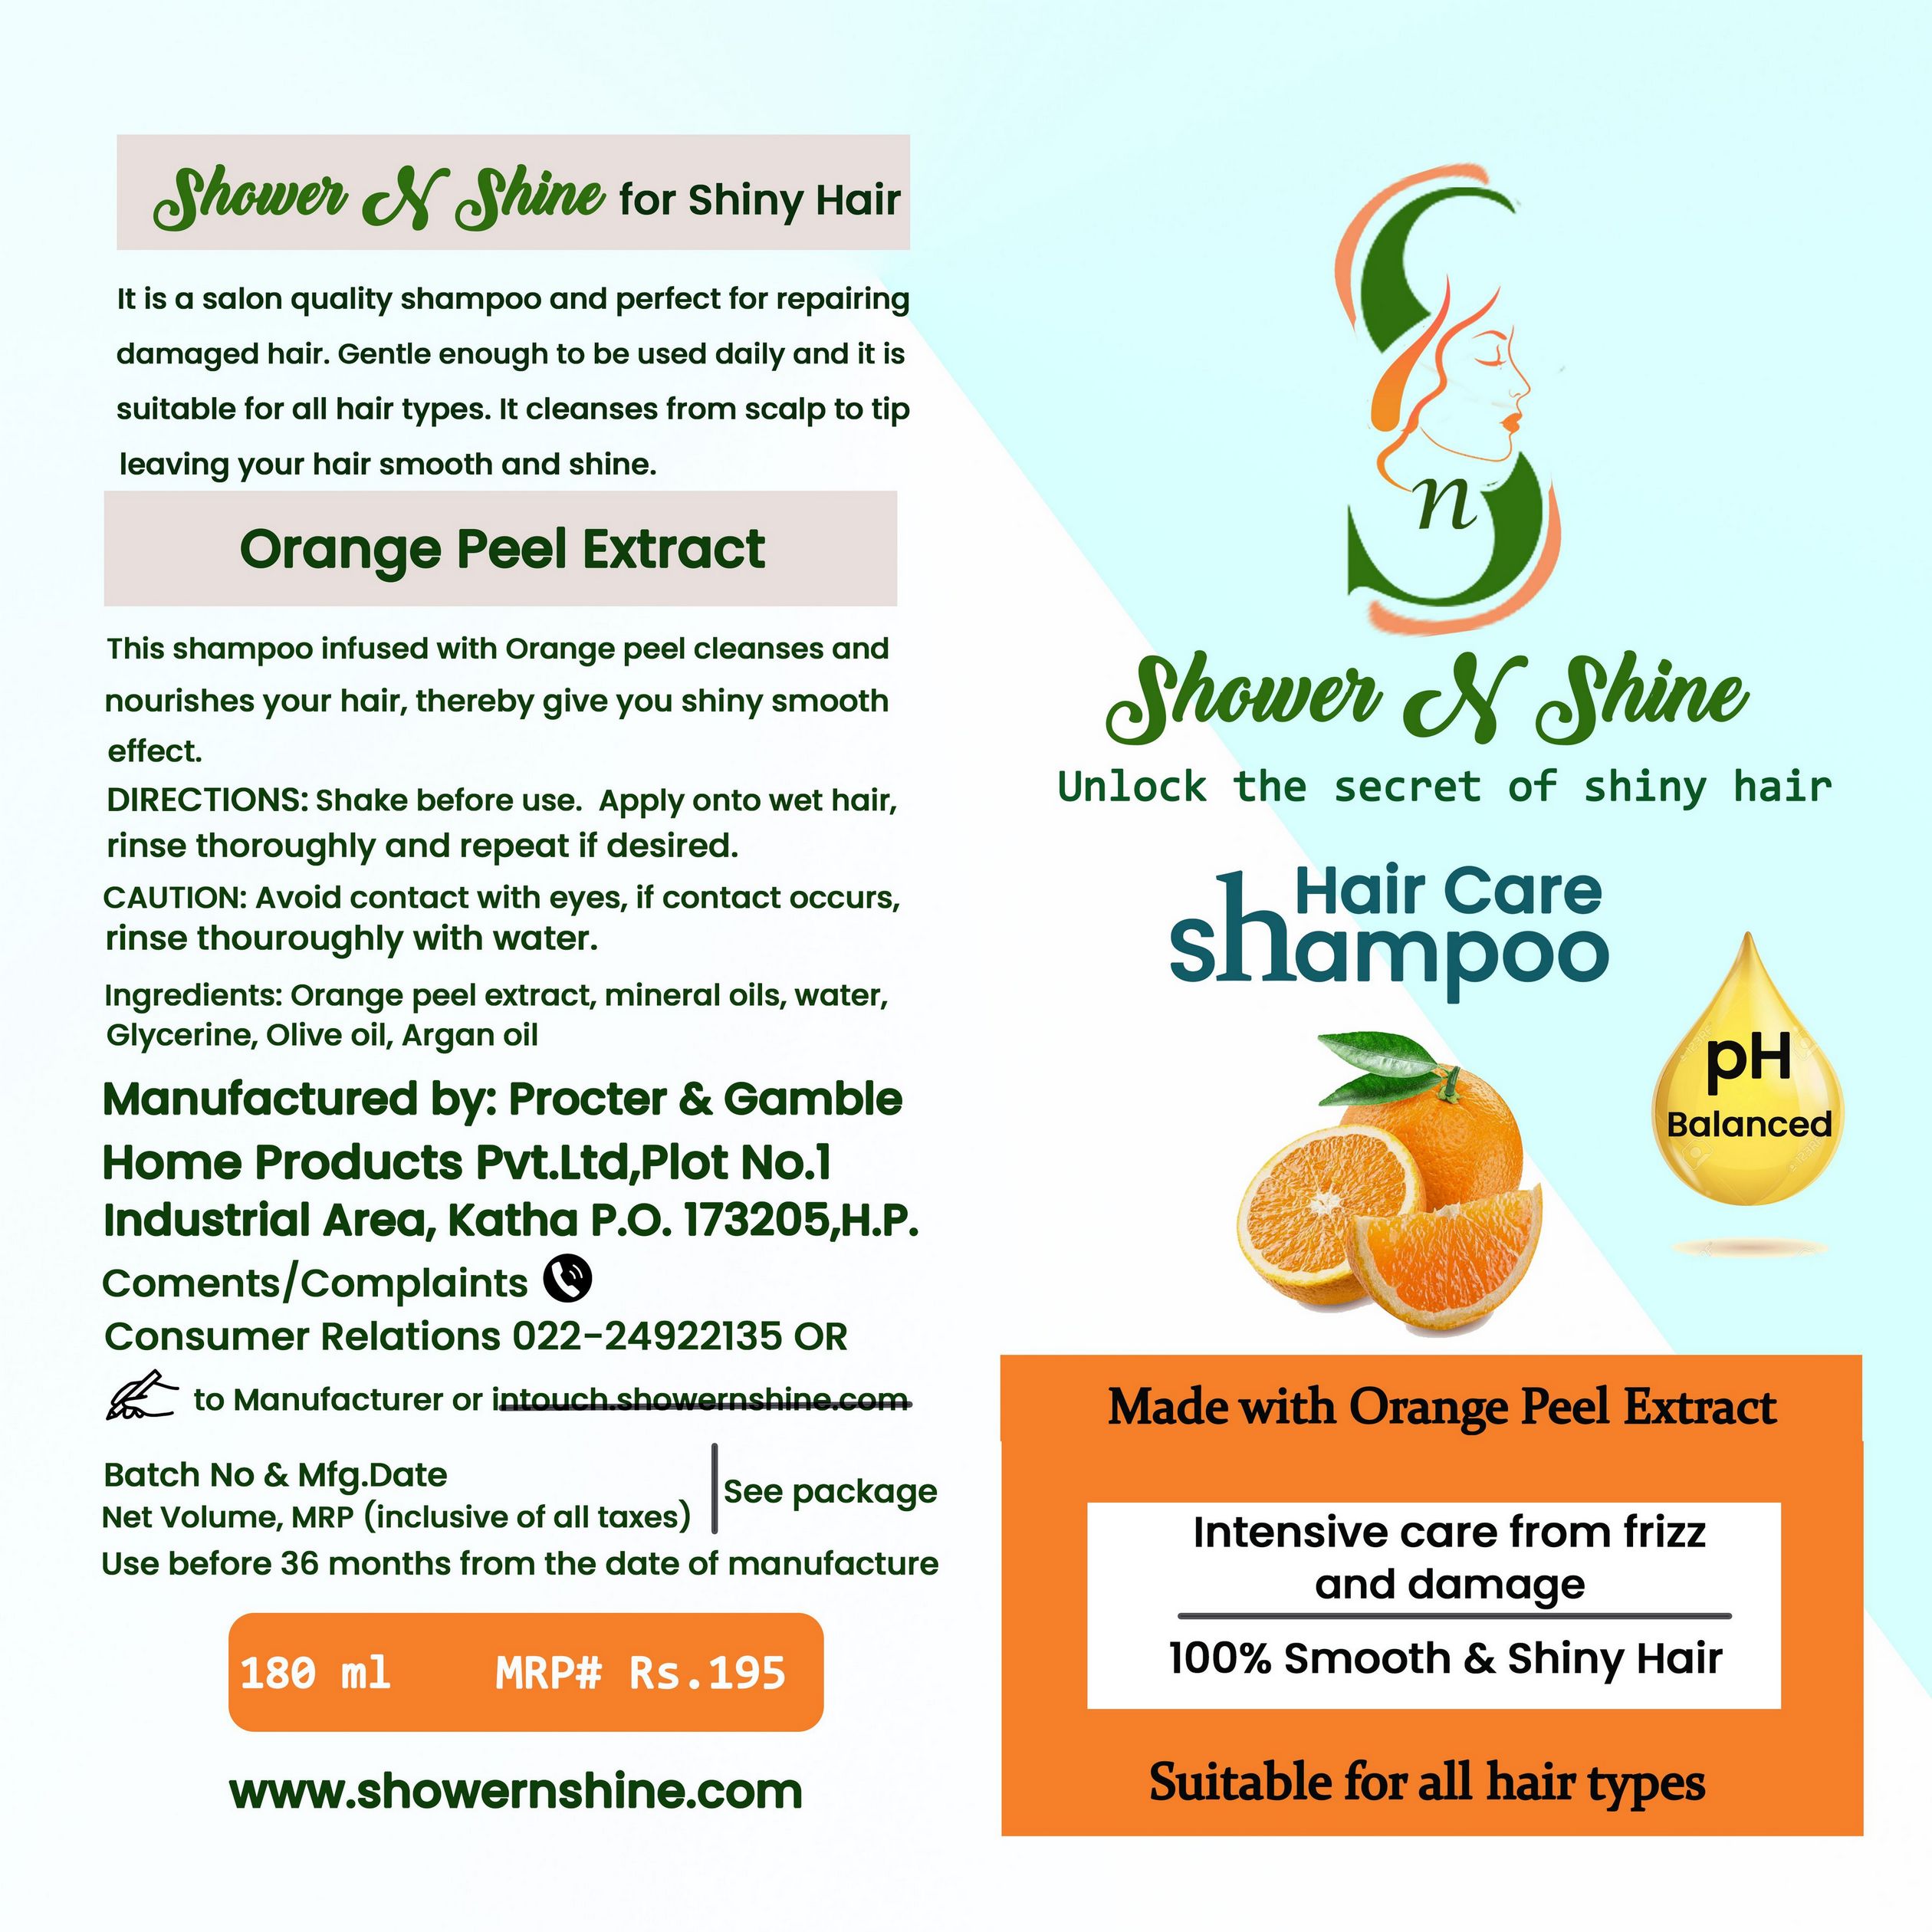 Shower N Shine for Shiny Hair
It is a salon quality shampoo and perfect for repairing
damaged hair. Gentle enough to be used daily and it is
suitable for all hair types. It cleanses from scalp to tip
leaving your hair smooth and shine.
Orange Peel Extract
This shampoo infused with Orange peel cleanses and
nourishes your hair, thereby give you shiny smooth
effect.
DIRECTIONS: Shake before use.  Apply onto wet hair,
rinse thoroughly and repeat if desired.
CAUTION: Avoid contact with eyes, if contact occurs,
rinse thouroughly with water.
Ingredients: Orange peel extract, mineral oils, water,
Glycerine, Olive oil, Argan oil
Manufactured by: Procter & Gamble
Home Products Pvt.Ltd,Plot No.1
Industrial Area, Katha P.O. 173205,H.P.
Coments/Complaints
Consumer Relations 022-24922135 OR
to Manufacturer or intouch.showernshine.com
Batch No & Mfg.Date
Net Volume, MRP (inclusive of all taxes)
See package
Use before 36 months from the date of manufacture
180 ml MRP# Rs.195
www.showernshine.com
n
Shower N Shine
Unlock the secret of shiny hair
Hair Care
shampoo
pH
Balanced
Made with Orange Peel Extract
Intensive care from frizz
and damage
100% Smooth & Shiny Hair
Suitable for all hair types